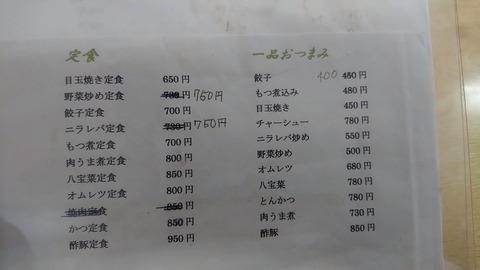 定食
目玉焼き定食 650円
野菜炒め定食 730円 750円
餃子定食 700円
ニラレバ定食 730円 750円
もつ煮定食 700円
肉うま煮定食 800円
八宝菜定食 850円
オムレツ定食 800円
焼肉定食 850円
かつ定食 850円
酢豚定食 950円
一品おつまみ
餃子 400 450円
もつ煮込み 480円
目玉焼き 450円
チャーシュー 780円
ニラレバ炒め 550円
野菜炒め 500円
オムレツ 680円
八宝菜 780円
とんかつ 780円
肉うま煮 730円
酢豚 850円